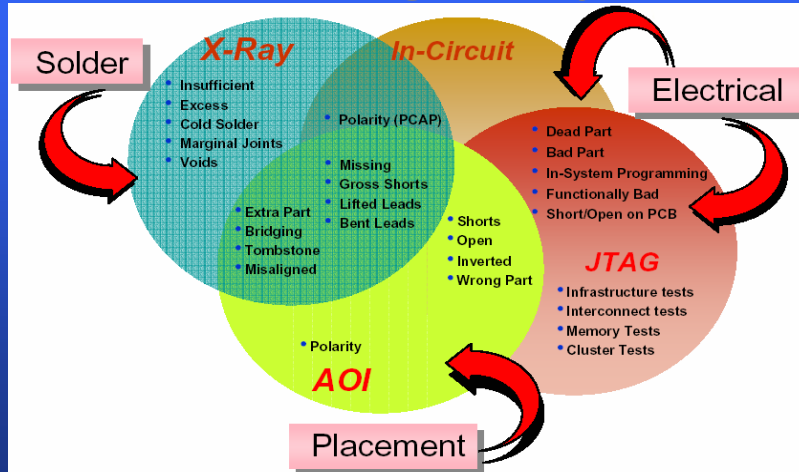 X-Ray
In-Circuit
Solder
Electrical
• Insufficient
• Excess
• Cold Solder
• Marginal Joints
• Voids
• Polarity (PCAP)
• Missing
• Gross Shorts
• Lifted Leads
• Bent Leads
• Extra Part
• Bridging
• Tombstone
• Misaligned
• Shorts
• Open
• Inverted
• Wrong Part
• Dead Part
• Bad Part
• In-System Programming
• Functionally Bad
• Short/Open on PCB
JTAG
• Infrastructure tests
• Interconnect tests
• Memory Tests
• Cluster Tests
• Polarity
AOI
Placement